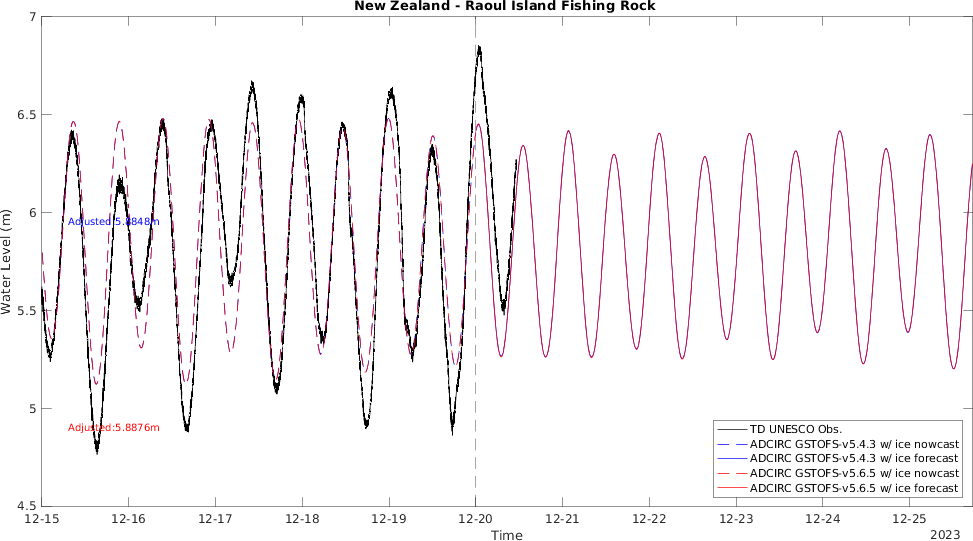 New Zealand - Raoul Island Fishing Rock
Water Level (m)
7
6.5
6
5.5
5
4.5
Adjusted:5.8848m
Adjusted:5.8876m
TD UNESCO Obs.
ADCIRC GSTOFS-v5.4.3 w/ ice nowcast
ADCIRC GSTOFS-v5.4.3 w/ ice forecast
ADCIRC GSTOFS-v5.6.5 w/ ice nowcast
ADCIRC GSTOFS-v5.6.5 w/ ice forecast
12-15 12-16 12-17 12-18 12-19 12-20 12-21 12-22 12-23 12-24 12-25
Time
2023